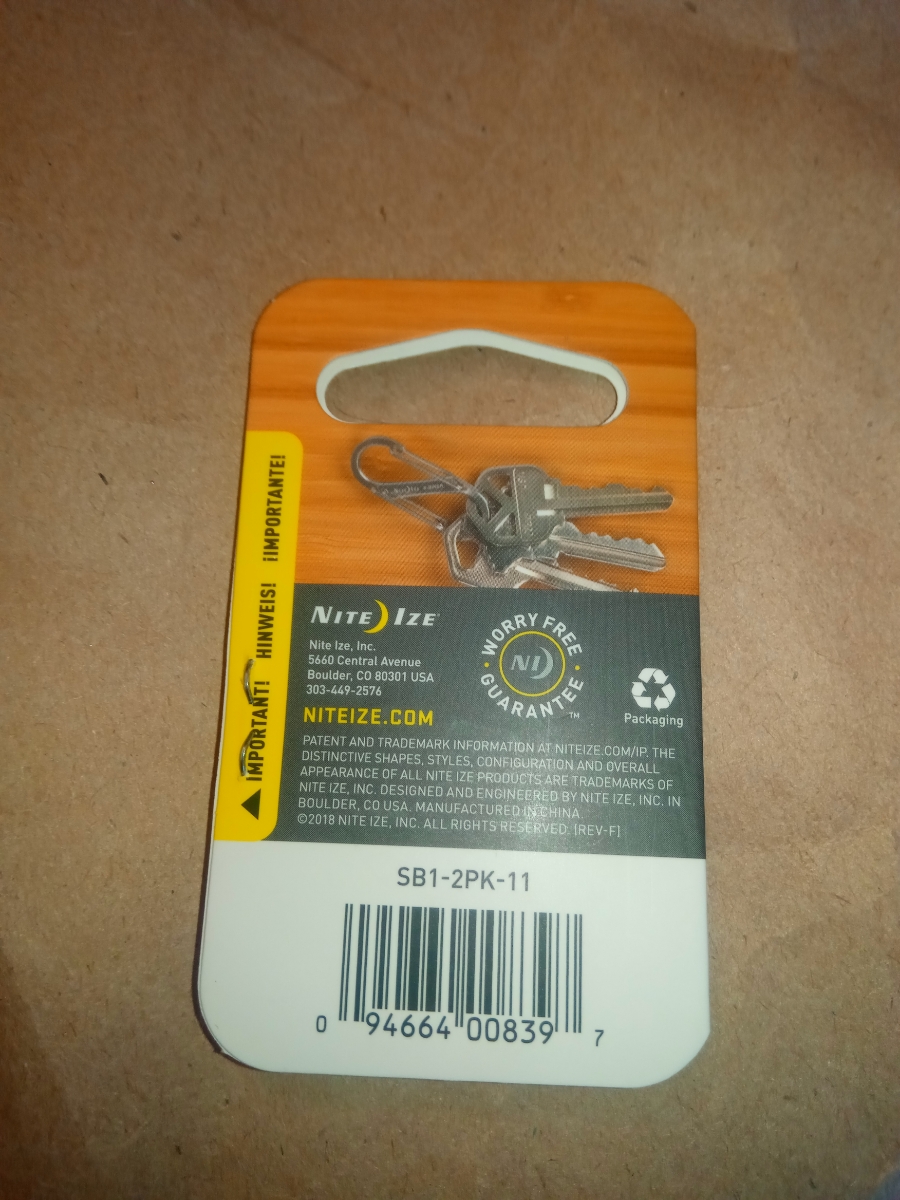 ¡IMPORTANTE!
HINWEIS!
IMPORTANT!
NITE IZE
Nite Ize, Inc.
5660 Central Avenue
Boulder, CO 80301 USA
303-449-2576
NITEIZE.COM
WORRY FREE
NI
GUARANTEE
™
Packaging
PATENT AND TRADEMARK INFORMATION AT NITEIZE.COM/IP. THE
DISTINCTIVE SHAPES, STYLES, CONFIGURATION AND OVERALL
APPEARANCE OF ALL NITE IZE PRODUCTS ARE TRADEMARKS OF
NITE IZE, INC. DESIGNED AND ENGINEERED BY NITE IZE, INC. IN
BOULDER, CO USA. MANUFACTURED IN CHINA.
©2018 NITE IZE, INC. ALL RIGHTS RESERVED. [REV-F]
SB1-2PK-11
0 94664 00839 7